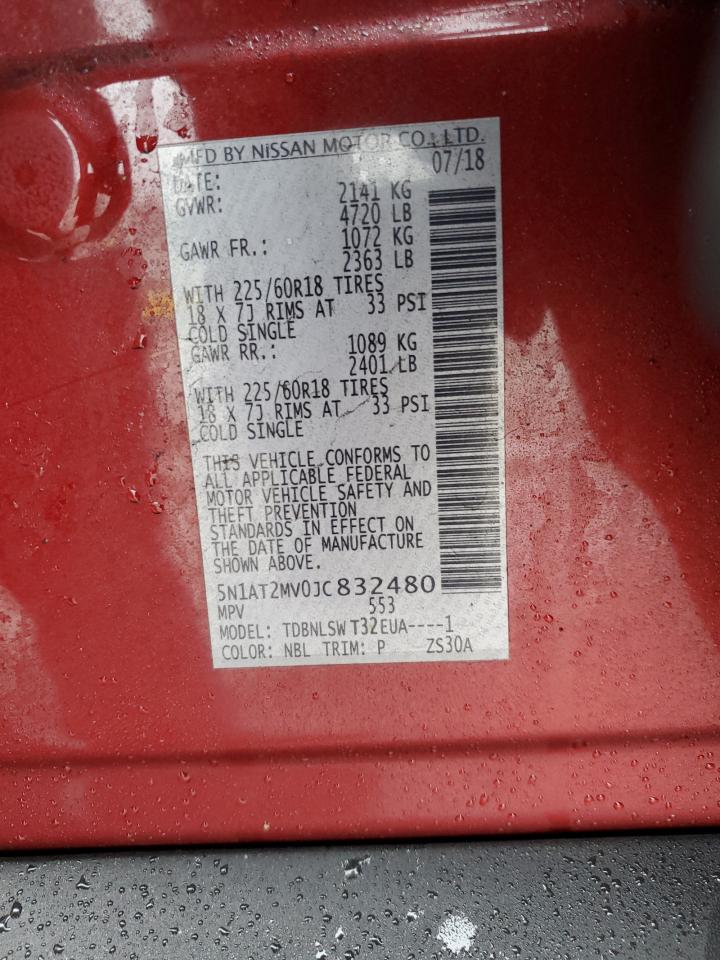 MFD BY NISSAN MOTOR CO., LTD.
DATE: 07/18
GVWR: 2141 KG
4720 LB
GAWR FR.: 1072 KG
2363 LB
WITH 225/60R18 TIRES
18 X 7J RIMS AT 33 PSI
COLD SINGLE
GAWR RR.: 1089 KG
2401 LB
WITH 225/60R18 TIRES
18 X 7J RIMS AT 33 PSI
COLD SINGLE
THIS VEHICLE CONFORMS TO
ALL APPLICABLE FEDERAL
MOTOR VEHICLE SAFETY AND
THEFT PREVENTION
STANDARDS IN EFFECT ON
THE DATE OF MANUFACTURE
SHOWN ABOVE.
5N1AT2MV0JC832480
MPV 553
MODEL: TDBNLSW T32EUA----1
COLOR: NBL TRIM: P ZS30A